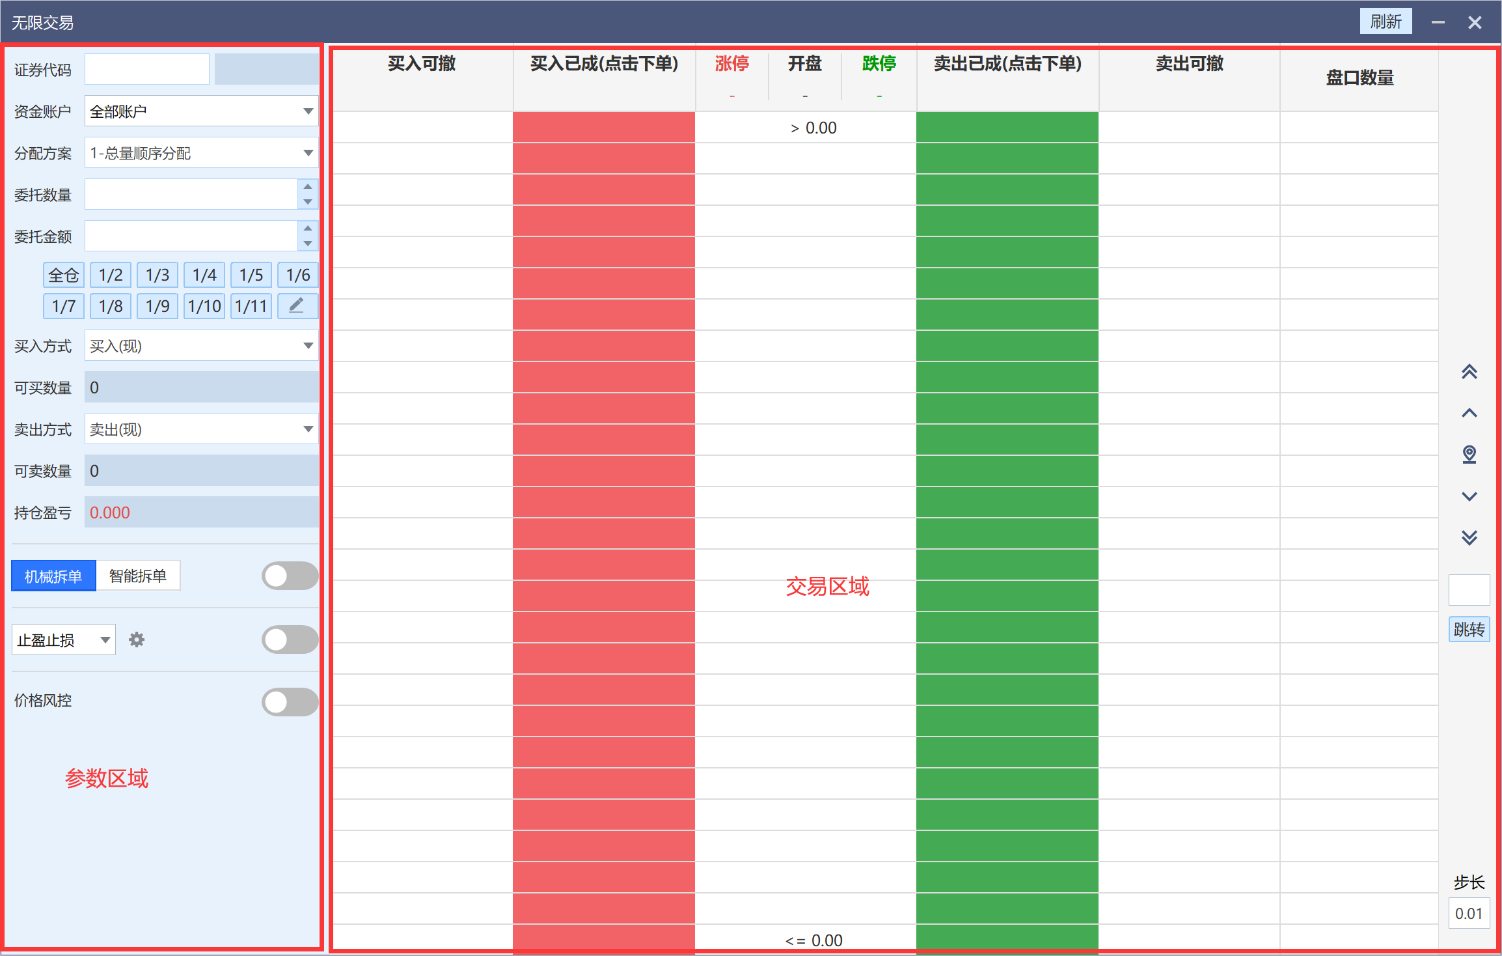 无限交易
刷新
证券代码
资金账户 全部账户
分配方案 1-总量顺序分配
委托数量
委托金额
全仓 1/2 1/3 1/4 1/5 1/6
1/7 1/8 1/9 1/10 1/11
买入方式 买入(现)
可买数量 0
卖出方式 卖出(现)
可卖数量 0
持仓盈亏 0.000
机械拆单 智能拆单
止盈止损
价格风控
参数区域
买入可撤 买入已成(点击下单) 涨停 开盘 跌停 卖出已成(点击下单) 卖出可撤 盘口数量
- - -
> 0.00
交易区域
<= 0.00
跳转
步长
0.01